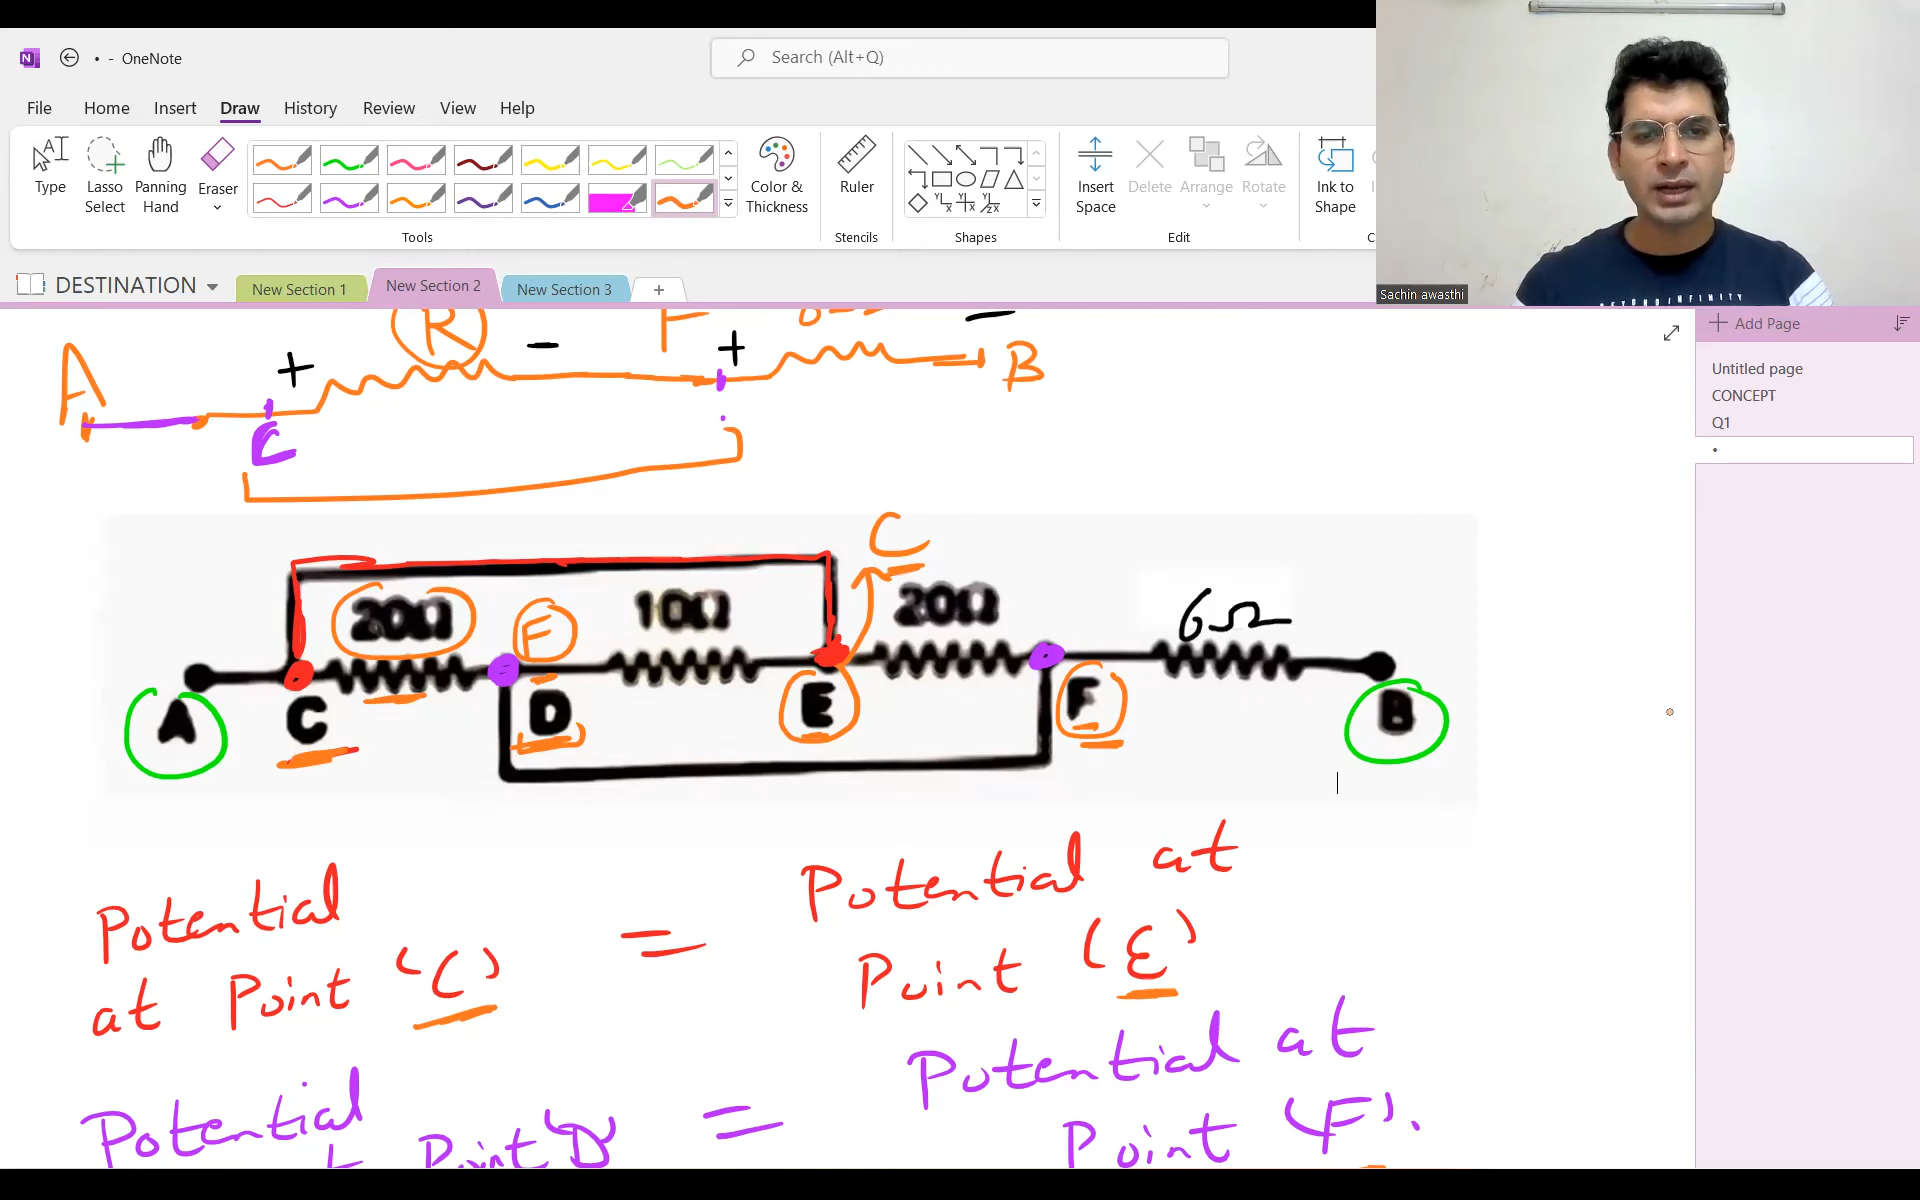 OneNote
Search (Alt+Q)
File Home Insert Draw History Review View Help
Type
Lasso Select
Panning Hand
Eraser
Color & Thickness
Ruler
Insert Space
Delete
Arrange
Rotate
Ink to Shape
Tools
Stencils
Shapes
Edit
Sachin awasthi
BEYOND INFINITY
DESTINATION
New Section 1
New Section 2
New Section 3
Add Page
Untitled page
CONCEPT
Q1
A + R - F + - B
C
C
20Ω F 10Ω 20Ω 6Ω
A C D E F B
Potential = Potential at
at Point 'C' Point (E)
Potential = Potential at
Point 'D' Point (F).